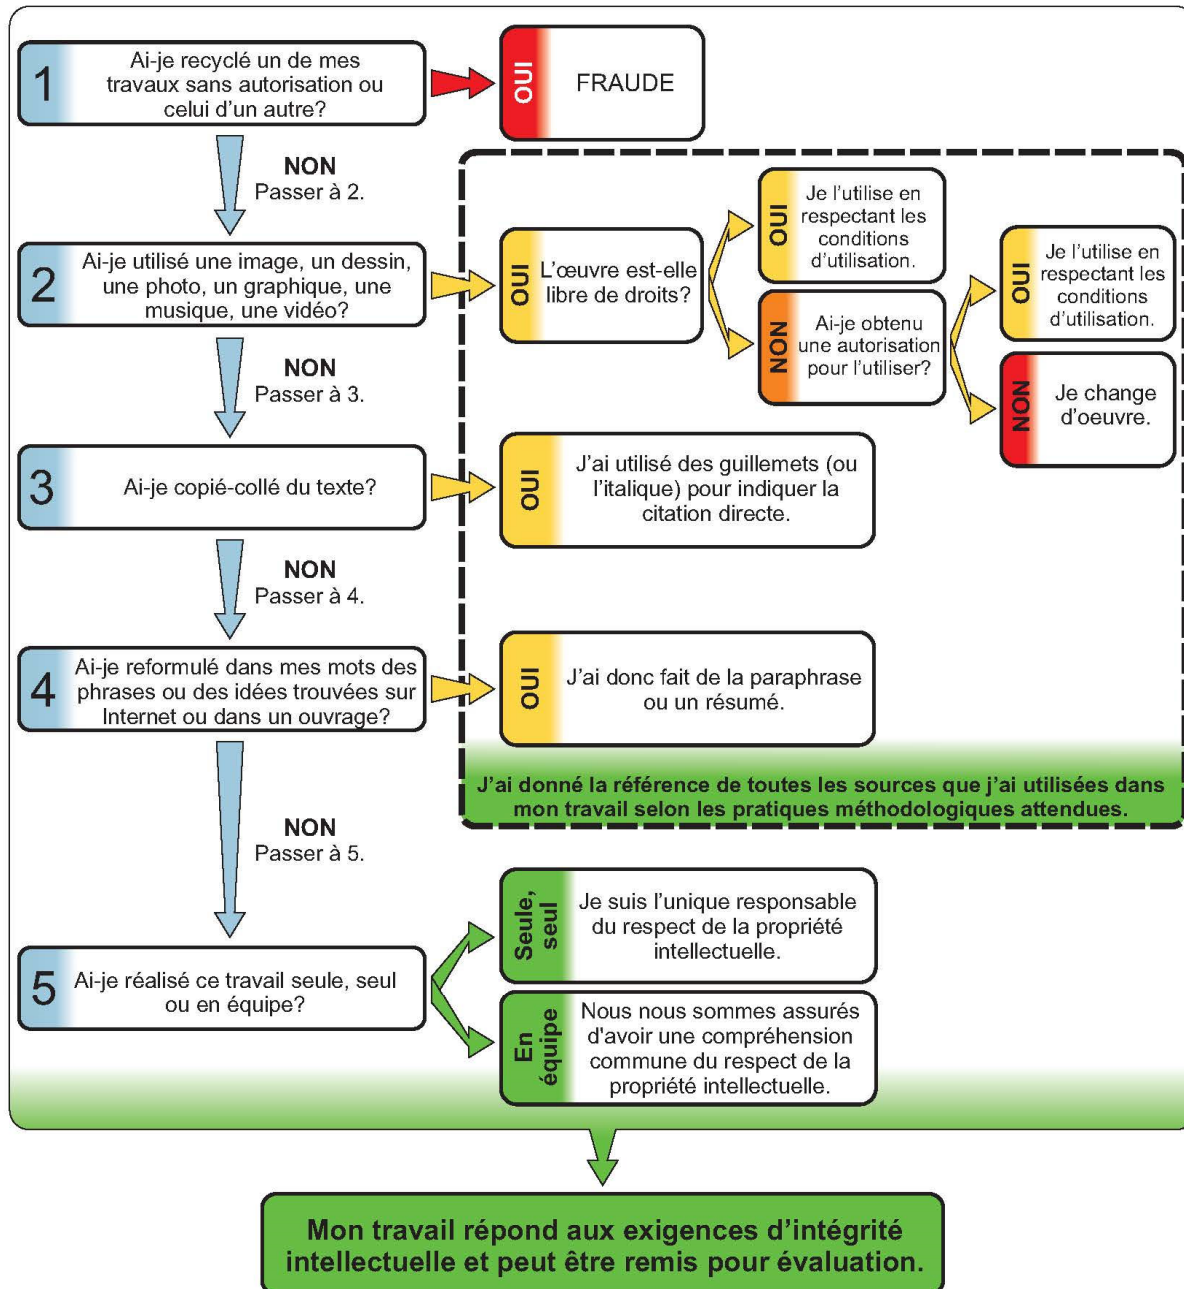 1
Ai-je recyclé un de mes
travaux sans autorisation ou
celui d'un autre?
OUI
FRAUDE
NON
Passer à 2.
2
Ai-je utilisé une image, un dessin,
une photo, un graphique, une
musique, une vidéo?
OUI
L'œuvre est-elle
libre de droits?
OUI
Je l'utilise en
respectant les
conditions
d'utilisation.
NON
Ai-je obtenu
une autorisation
pour l'utiliser?
OUI
Je l'utilise en
respectant les
conditions
d'utilisation.
NON
Je change
d'oeuvre.
NON
Passer à 3.
3
Ai-je copié-collé du texte?
OUI
J'ai utilisé des guillemets (ou
l'italique) pour indiquer la
citation directe.
NON
Passer à 4.
4
Ai-je reformulé dans mes mots des
phrases ou des idées trouvées sur
Internet ou dans un ouvrage?
OUI
J'ai donc fait de la paraphrase
ou un résumé.
J'ai donné la référence de toutes les sources que j'ai utilisées dans
mon travail selon les pratiques méthodologiques attendues.
NON
Passer à 5.
5
Ai-je réalisé ce travail seule, seul
ou en équipe?
Seule,
seul
Je suis l'unique responsable
du respect de la propriété
intellectuelle.
En
équipe
Nous nous sommes assurés
d'avoir une compréhension
commune du respect de la
propriété intellectuelle.
Mon travail répond aux exigences d'intégrité
intellectuelle et peut être remis pour évaluation.